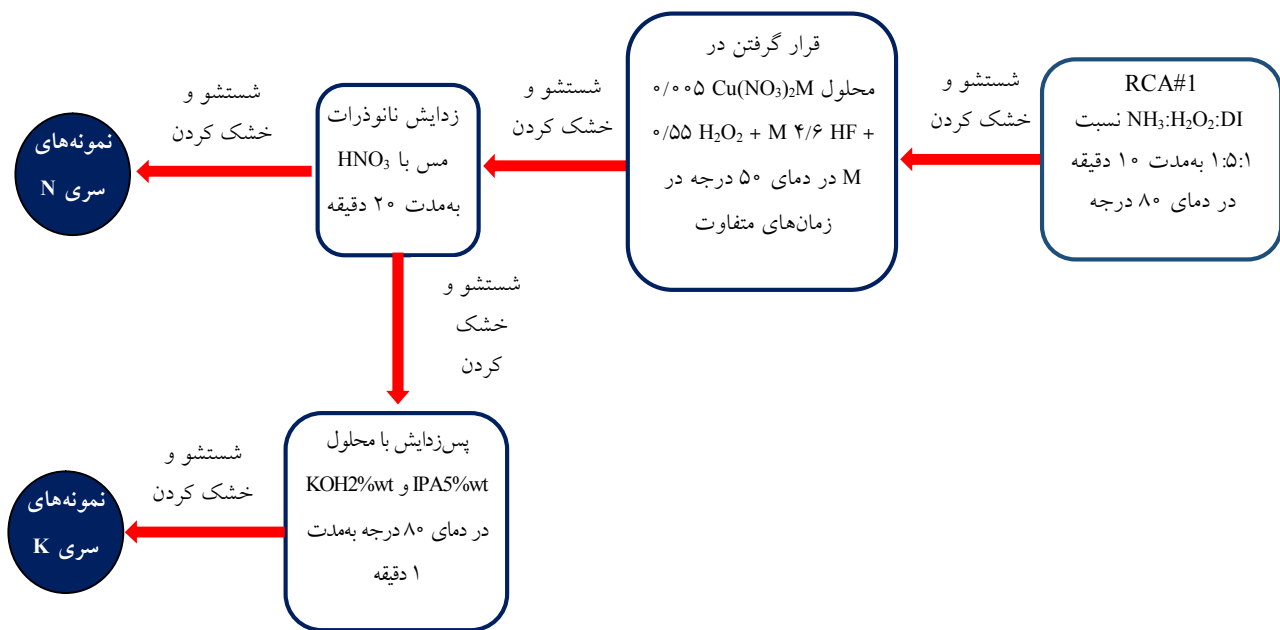 RCA#1
NH₃:H₂O₂:DI نسبت
۱:۵:۱ به‌مدت ۱۰ دقیقه
در دمای ۸۰ درجه
شستشو و
خشک کردن
قرار گرفتن در
محلول ۰/۰۰۵ Cu(NO₃)₂M
۰/۵۵ H₂O₂ + M ۴/۶ HF +
M در دمای ۵۰ درجه در
زمان‌های متفاوت
شستشو و
خشک کردن
زدایش نانوذرات
مس با HNO₃
به‌مدت ۲۰ دقیقه
شستشو و
خشک کردن
نمونه‌های
سری N
شستشو و
خشک
کردن
پس‌زدایش با محلول
KOH2%wt و IPA5%wt
در دمای ۸۰ درجه به‌مدت
۱ دقیقه
شستشو و
خشک کردن
نمونه‌های
سری K